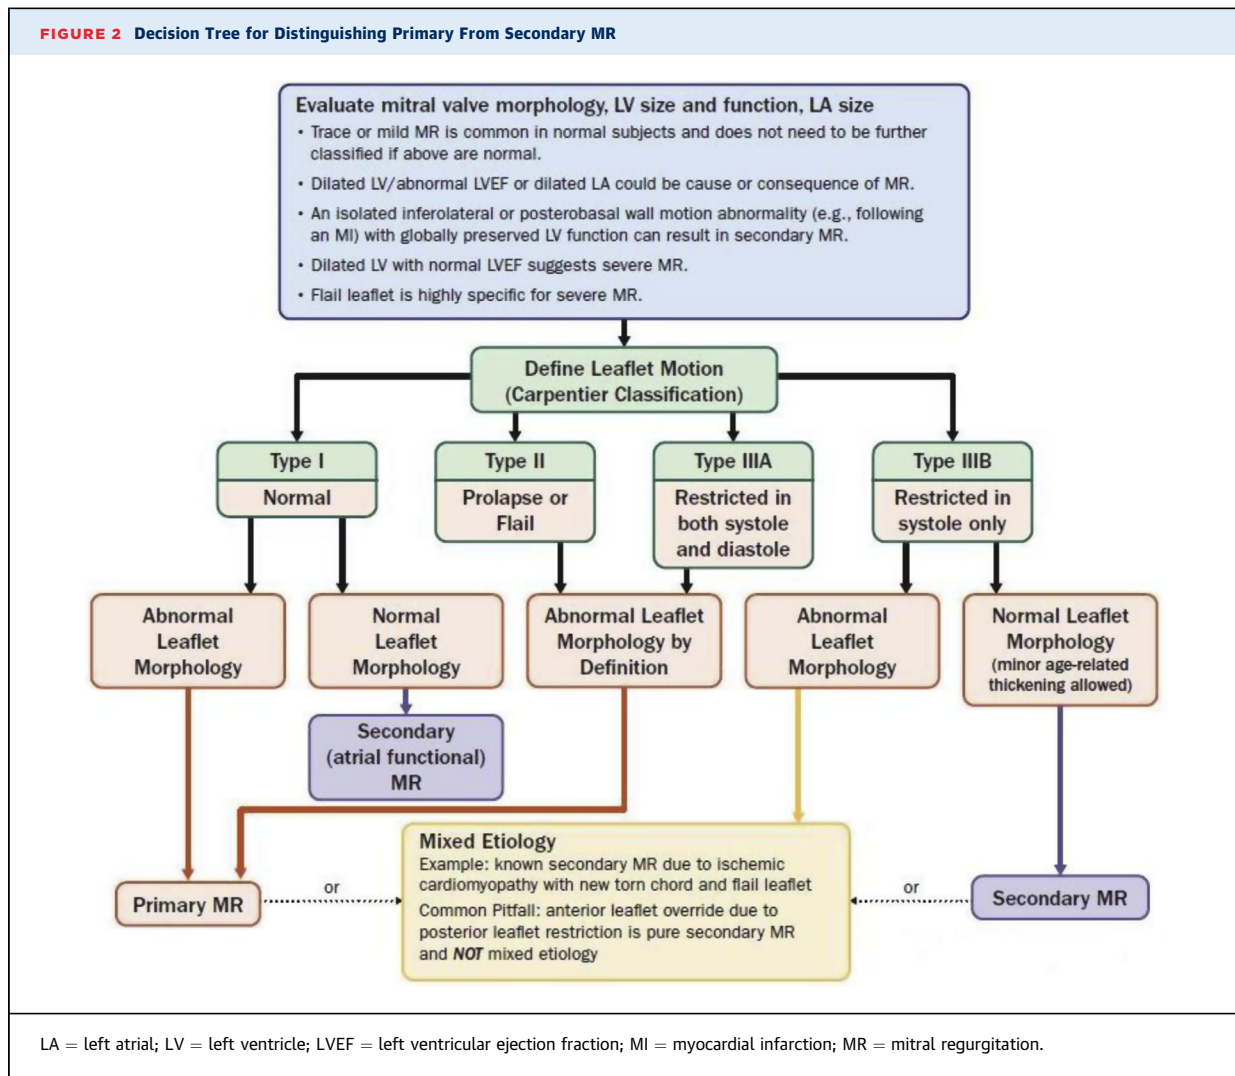 FIGURE 2 Decision Tree for Distinguishing Primary From Secondary MR
Evaluate mitral valve morphology, LV size and function, LA size
• Trace or mild MR is common in normal subjects and does not need to be further
classified if above are normal.
• Dilated LV/abnormal LVEF or dilated LA could be cause or consequence of MR.
• An isolated inferolateral or posterobasal wall motion abnormality (e.g., following
an MI) with globally preserved LV function can result in secondary MR.
• Dilated LV with normal LVEF suggests severe MR.
• Flail leaflet is highly specific for severe MR.
Define Leaflet Motion
(Carpentier Classification)
Type I
Normal
Type II
Prolapse or
Flail
Type IIIA
Restricted in
both systole
and diastole
Type IIIB
Restricted in
systole only
Abnormal
Leaflet
Morphology
Normal
Leaflet
Morphology
Abnormal Leaflet
Morphology by
Definition
Abnormal
Leaflet
Morphology
Normal Leaflet
Morphology
(minor age-related
thickening allowed)
Secondary
(atrial functional)
MR
Primary MR
or
Mixed Etiology
Example: known secondary MR due to ischemic
cardiomyopathy with new torn chord and flail leaflet
Common Pitfall: anterior leaflet override due to
posterior leaflet restriction is pure secondary MR
and NOT mixed etiology
or
Secondary MR
LA = left atrial; LV = left ventricle; LVEF = left ventricular ejection fraction; MI = myocardial infarction; MR = mitral regurgitation.